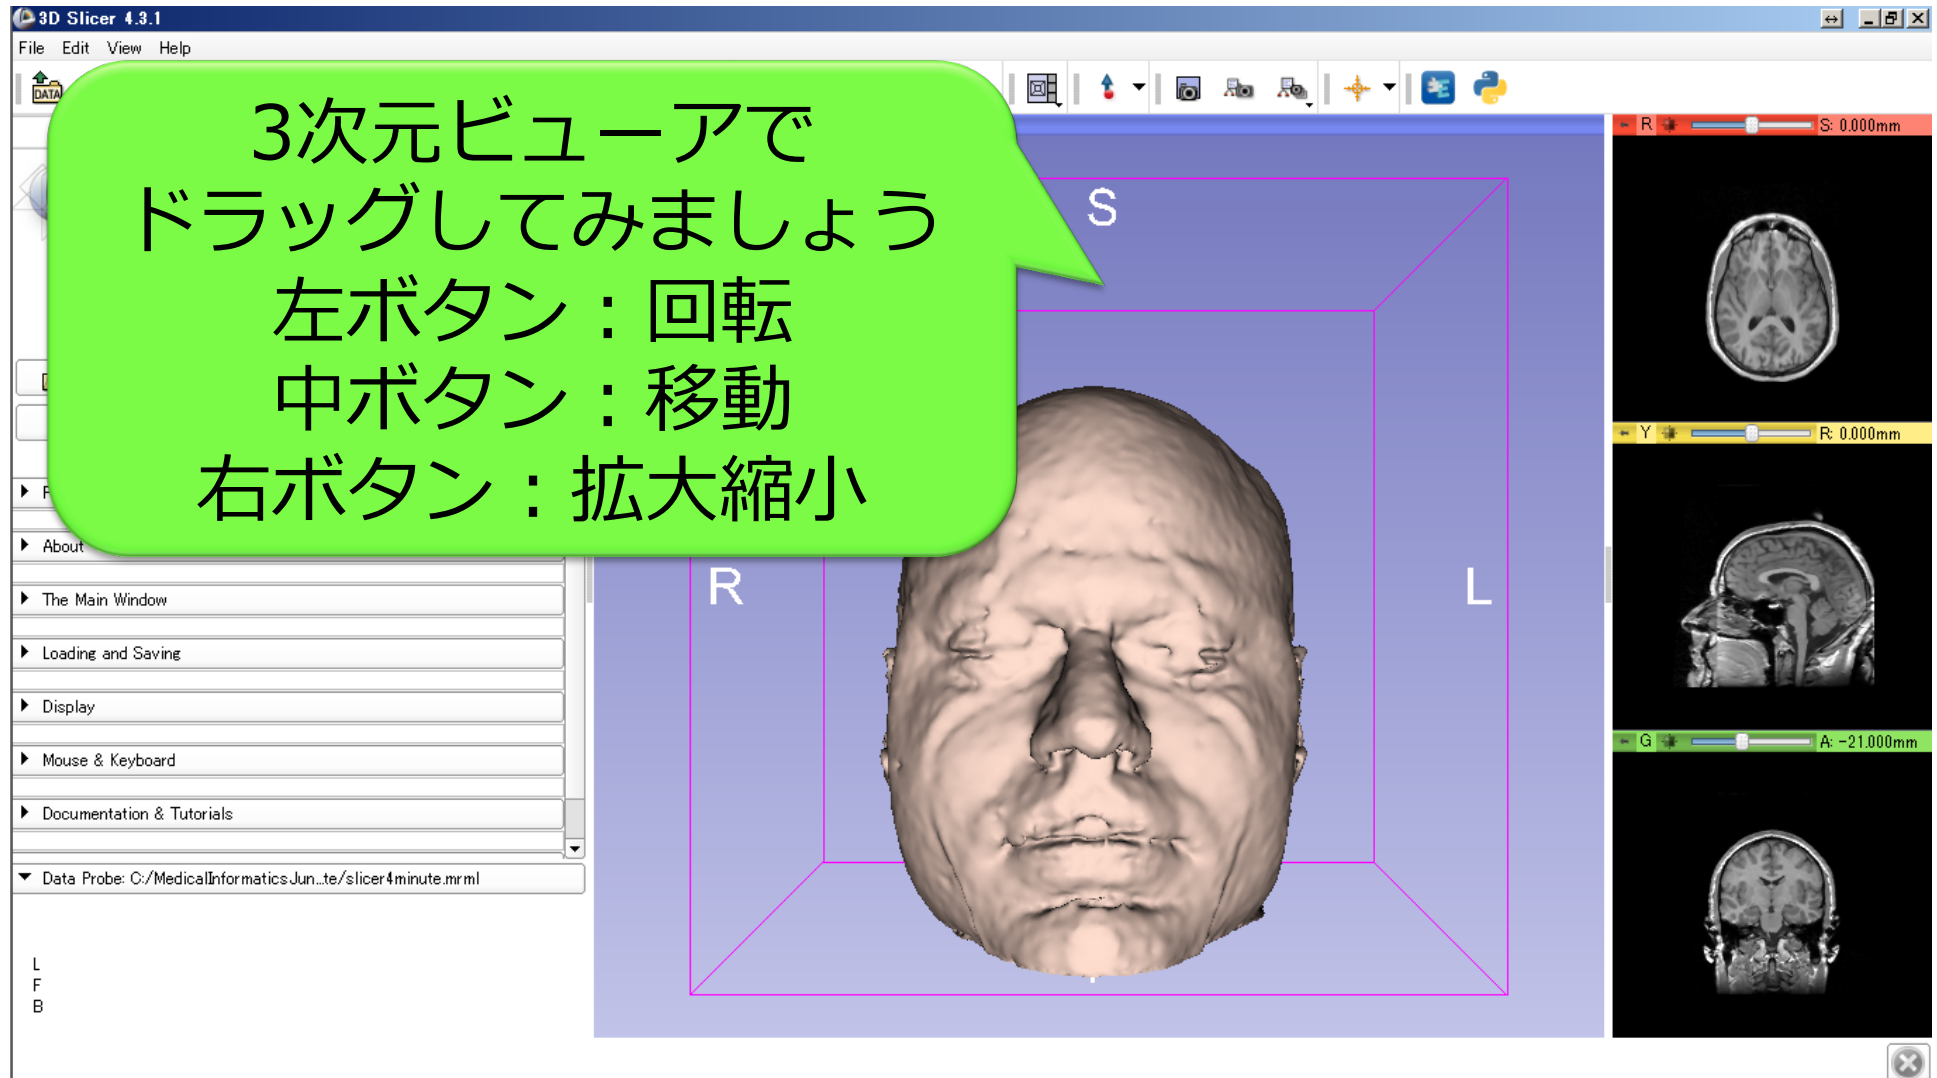 3D Slicer 4.3.1
File Edit View Help
DATA
3次元ビューアで
ドラッグしてみましょう
左ボタン：回転
中ボタン：移動
右ボタン：拡大縮小
About
The Main Window
Loading and Saving
Display
Mouse & Keyboard
Documentation & Tutorials
Data Probe: C:/MedicalInformaticsJun...te/slicer4minute.mrml
L
F
B
S
R
L
R S: 0.000mm
Y R: 0.000mm
G A: -21.000mm